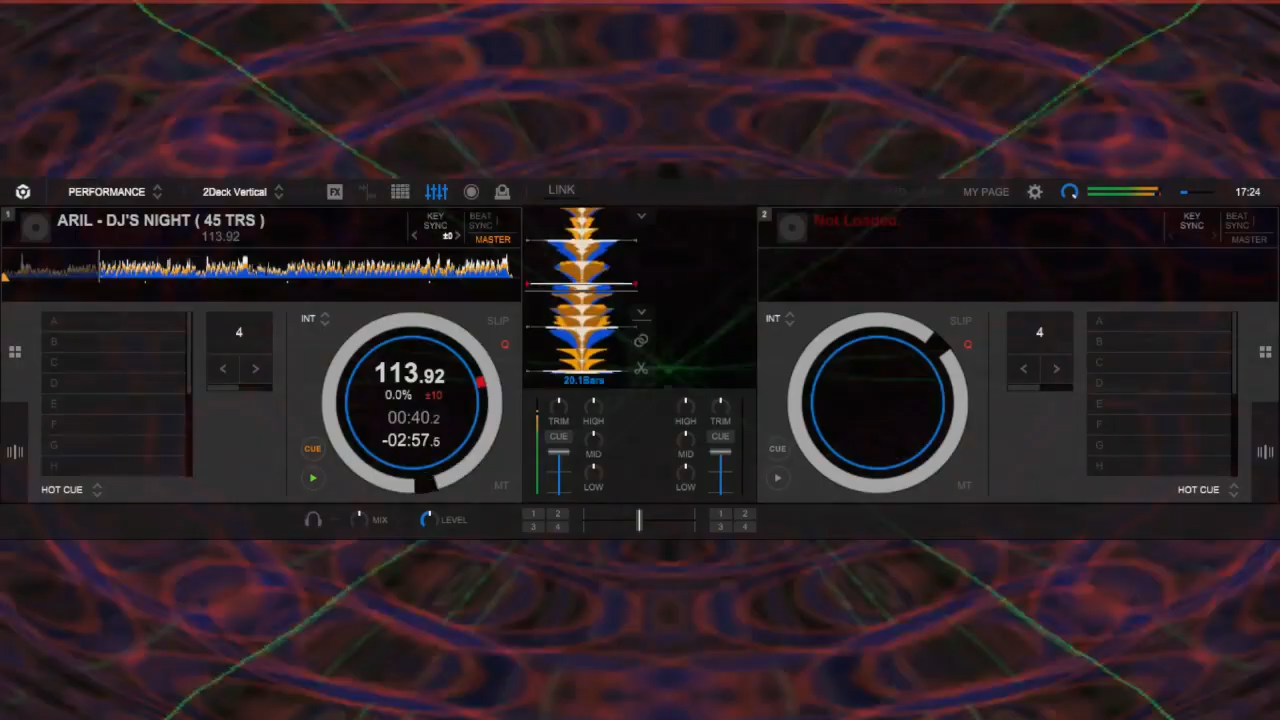 PERFORMANCE 2Deck Vertical FX LINK MY PAGE 17:24
1 ARIL - DJ'S NIGHT ( 45 TRS )
113.92
KEY SYNC
±0
BEAT SYNC
MASTER
2 Not Loaded
KEY SYNC
BEAT SYNC
MASTER
A
B
C
D
E
F
G
H
HOT CUE
4
INT
SLIP
Q
113.92
0.0% ±10
00:40.2
-02:57.5
CUE
MT
20.1Bars
TRIM HIGH HIGH TRIM
CUE MID MID CUE
LOW LOW
INT
SLIP
Q
CUE
MT
4
A
B
C
D
E
F
G
H
HOT CUE
MIX LEVEL
1 2 1 2
3 4 3 4